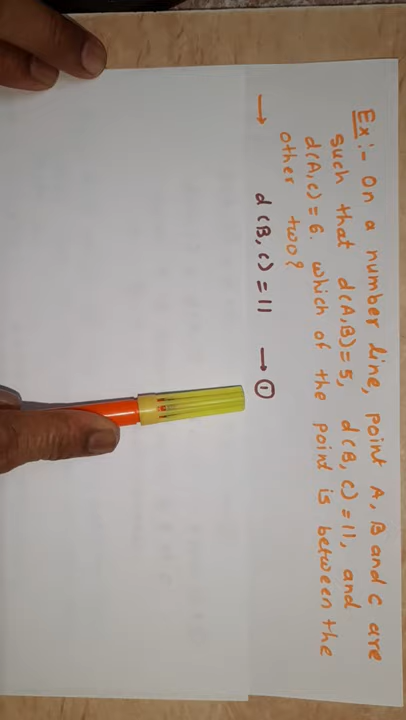 Ex:- On a number line, point A, B and C are
such that d(A,B)=5, d(B,C)=11, and
d(A,C)=6. which of the point is between the
other two?
→ d(B,C)=11 →①